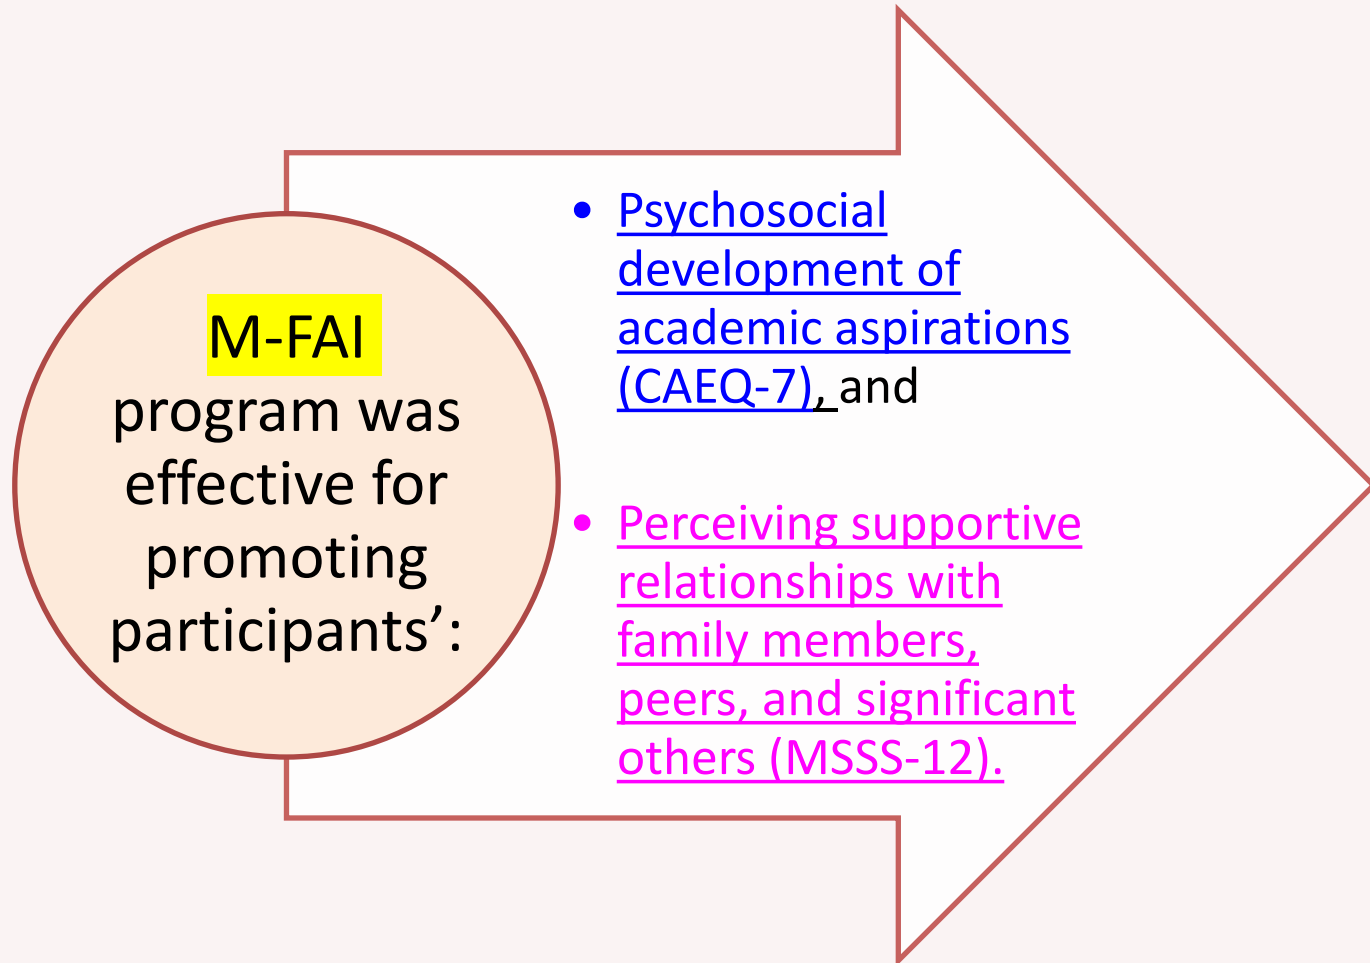 M-FAI
program was
effective for
promoting
participants’:
• Psychosocial
development of
academic aspirations
(CAEQ-7), and
• Perceiving supportive
relationships with
family members,
peers, and significant
others (MSSS-12).